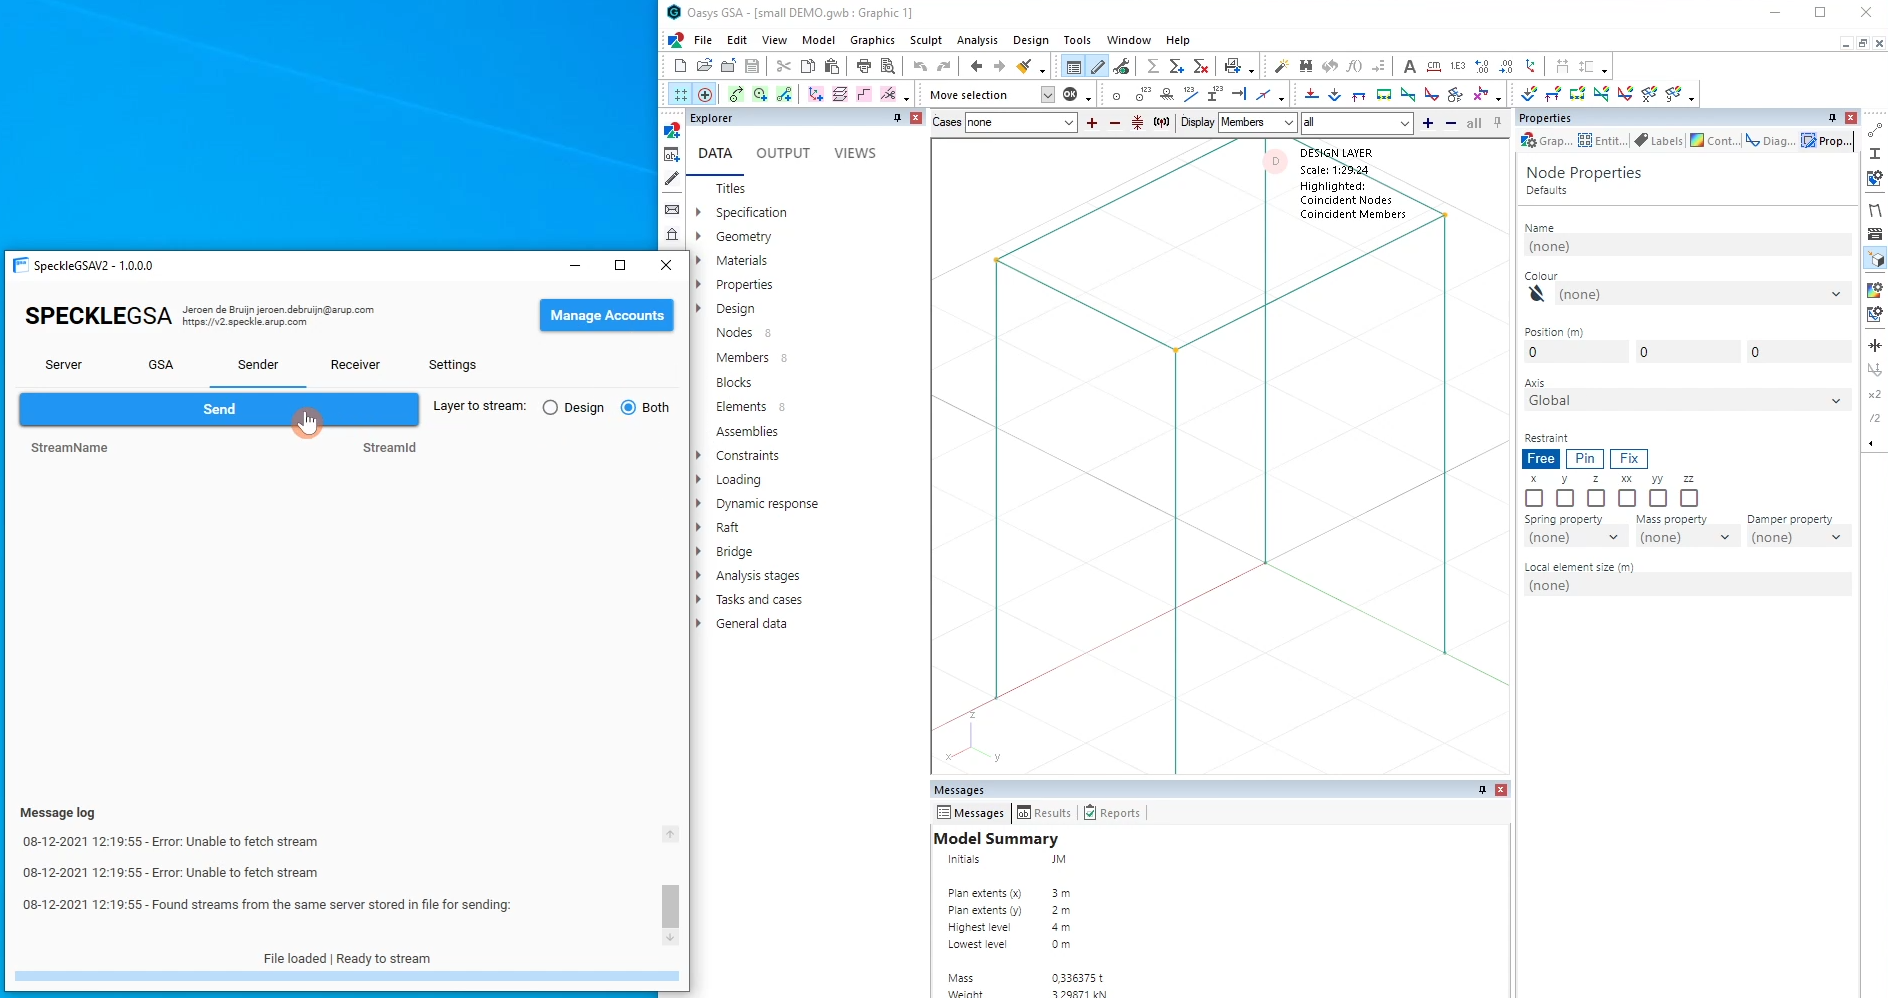 SpeckleGSAV2 - 1.0.0.0
SPECKLEGSA
Jeroen de Bruijn jeroen.debruijn@arup.com
https://v2.speckle.arup.com
Manage Accounts
Server GSA Sender Receiver Settings
Send
Layer to stream: Design Both
StreamName StreamId
Message log
08-12-2021 12:19:55 - Error: Unable to fetch stream
08-12-2021 12:19:55 - Error: Unable to fetch stream
08-12-2021 12:19:55 - Found streams from the same server stored in file for sending:
File loaded | Ready to stream
Oasys GSA - [small DEMO.gwb : Graphic 1]
File Edit View Model Graphics Sculpt Analysis Design Tools Window Help
Move selection
OK
Explorer
DATA OUTPUT VIEWS
Titles
Specification
Geometry
Materials
Properties
Design
Nodes 8
Members 8
Blocks
Elements 8
Assemblies
Constraints
Loading
Dynamic response
Raft
Bridge
Analysis stages
Tasks and cases
General data
Cases none Display Members all all
D
DESIGN LAYER
Scale: 1:29.24
Highlighted:
Coincident Nodes
Coincident Members
z
x y
Messages
Messages Results Reports
Model Summary
Initials JM
Plan extents (x) 3 m
Plan extents (y) 2 m
Highest level 4 m
Lowest level 0 m
Mass 0,336375 t
Weight 3,29871 kN
Properties
Grap... Entit... Labels Cont... Diag... Prop...
Node Properties
Defaults
Name
(none)
Colour
(none)
Position (m)
0 0 0
Axis
Global
Restraint
Free Pin Fix
x y z xx yy zz
Spring property Mass property Damper property
(none) (none) (none)
Local element size (m)
(none)
x2
/2